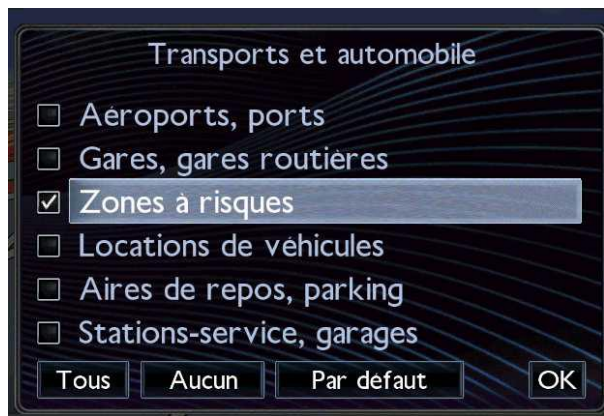 Transports et automobile
Aéroports, ports
Gares, gares routières
Zones à risques
Locations de véhicules
Aires de repos, parking
Stations-service, garages
Tous Aucun Par défaut OK